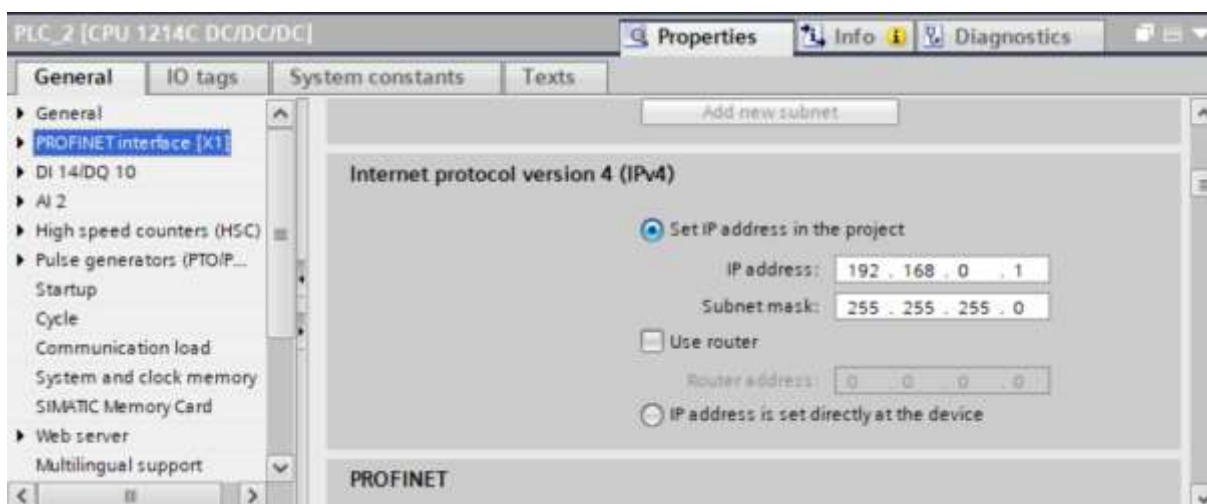 PLC_2 [CPU 1214C DC/DC/DC]
Properties
Info
Diagnostics
General
IO tags
System constants
Texts
General
PROFINET interface [X1]
DI 14/DQ 10
AI 2
High speed counters (HSC)
Pulse generators (PTO/P...
Startup
Cycle
Communication load
System and clock memory
SIMATIC Memory Card
Web server
Multilingual support
Add new subnet
Internet protocol version 4 (IPv4)
Set IP address in the project
IP address: 192 . 168 . 0 . 1
Subnet mask: 255 . 255 . 255 . 0
Use router
Router address: 0 . 0 . 0 . 0
IP address is set directly at the device
PROFINET